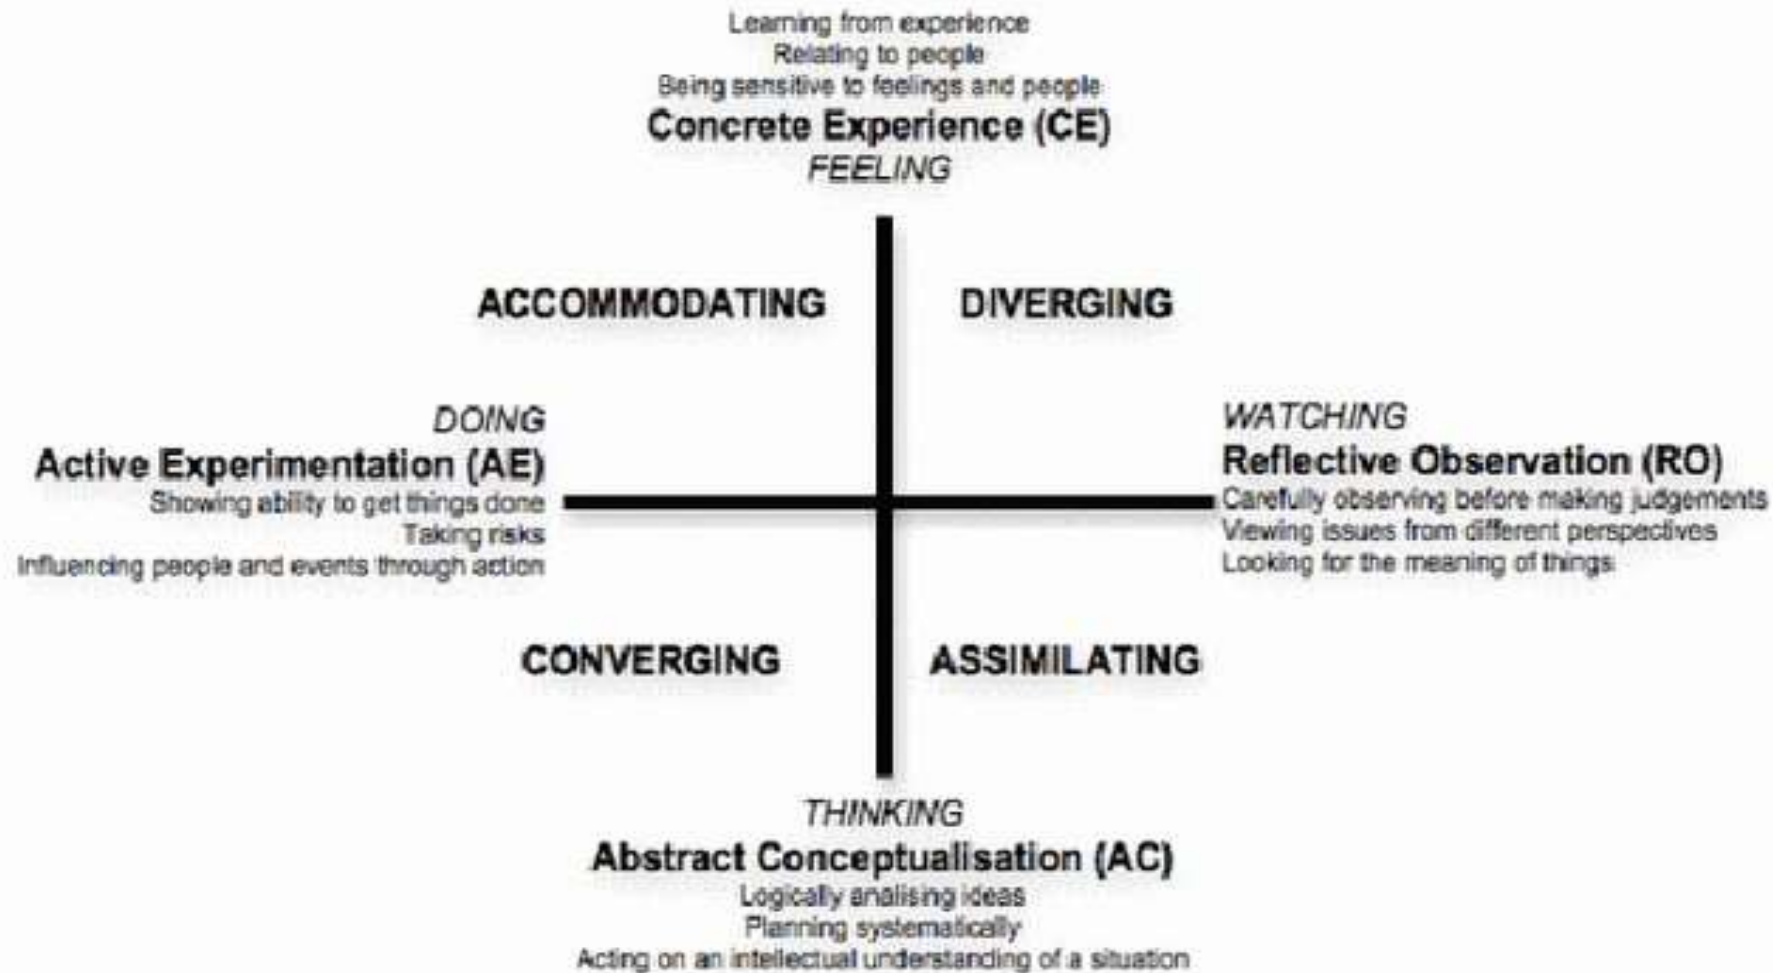 Learning from experience
Relating to people
Being sensitive to feelings and people
Concrete Experience (CE)
FEELING
ACCOMMODATING
DIVERGING
DOING
Active Experimentation (AE)
Showing ability to get things done
Taking risks
Influencing people and events through action
WATCHING
Reflective Observation (RO)
Carefully observing before making judgements
Viewing issues from different perspectives
Looking for the meaning of things
CONVERGING
ASSIMILATING
THINKING
Abstract Conceptualisation (AC)
Logically analising ideas
Planning systematically
Acting on an intellectual understanding of a situation